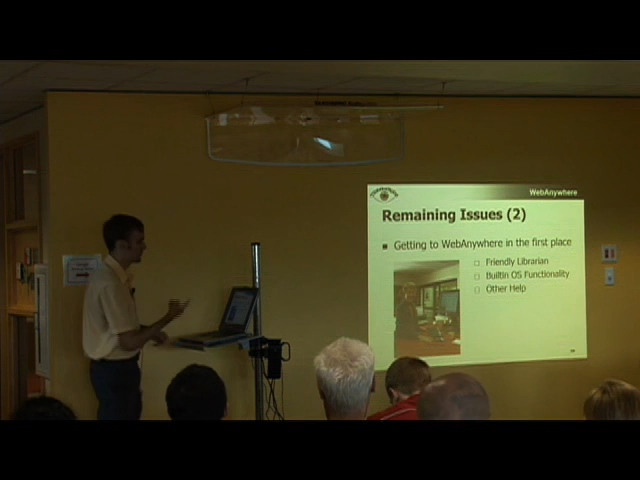 WebAnywhere
Remaining Issues (2)
Getting to WebAnywhere in the first place
Friendly Librarian
Builtin OS Functionality
Other Help